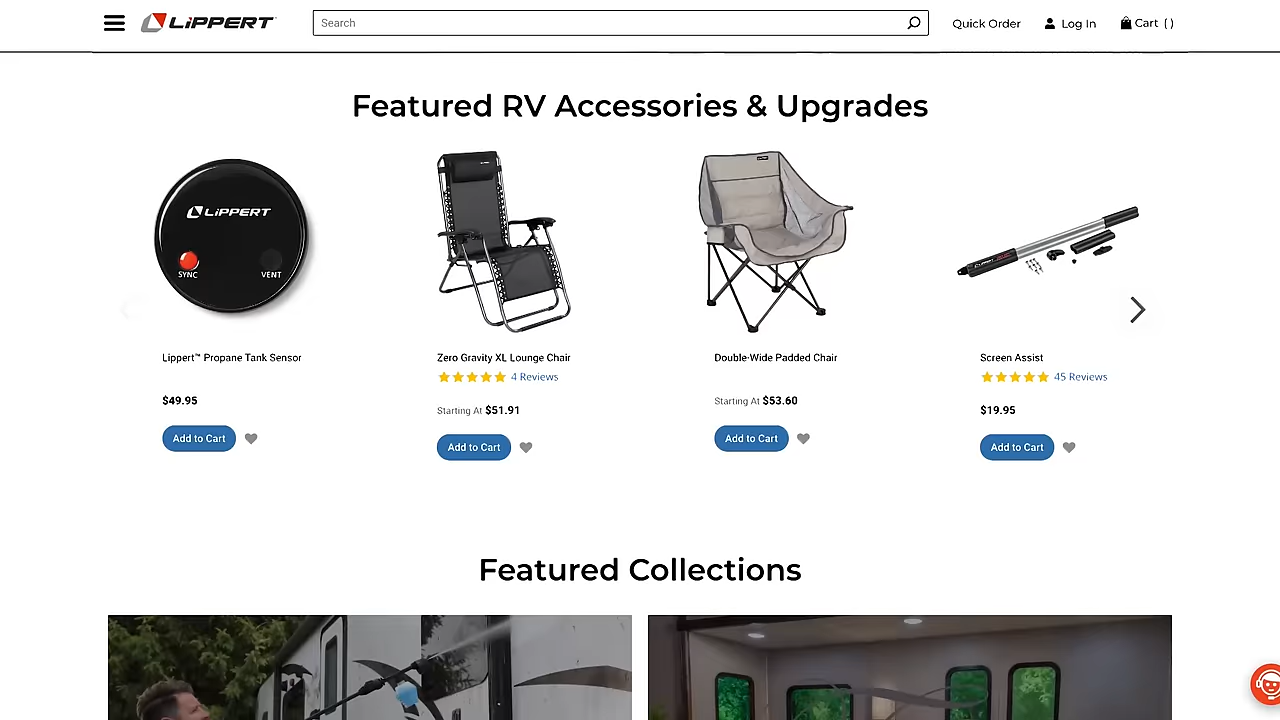 LIPPERT
Search
Quick Order
Log In
Cart ( )
Featured RV Accessories & Upgrades
LIPPERT
SYNC
VENT
Lippert™ Propane Tank Sensor
$49.95
Add to Cart
Zero Gravity XL Lounge Chair
4 Reviews
Starting At $51.91
Add to Cart
Double-Wide Padded Chair
Starting At $53.60
Add to Cart
LIPPERT
Screen Assist
45 Reviews
$19.95
Add to Cart
Featured Collections